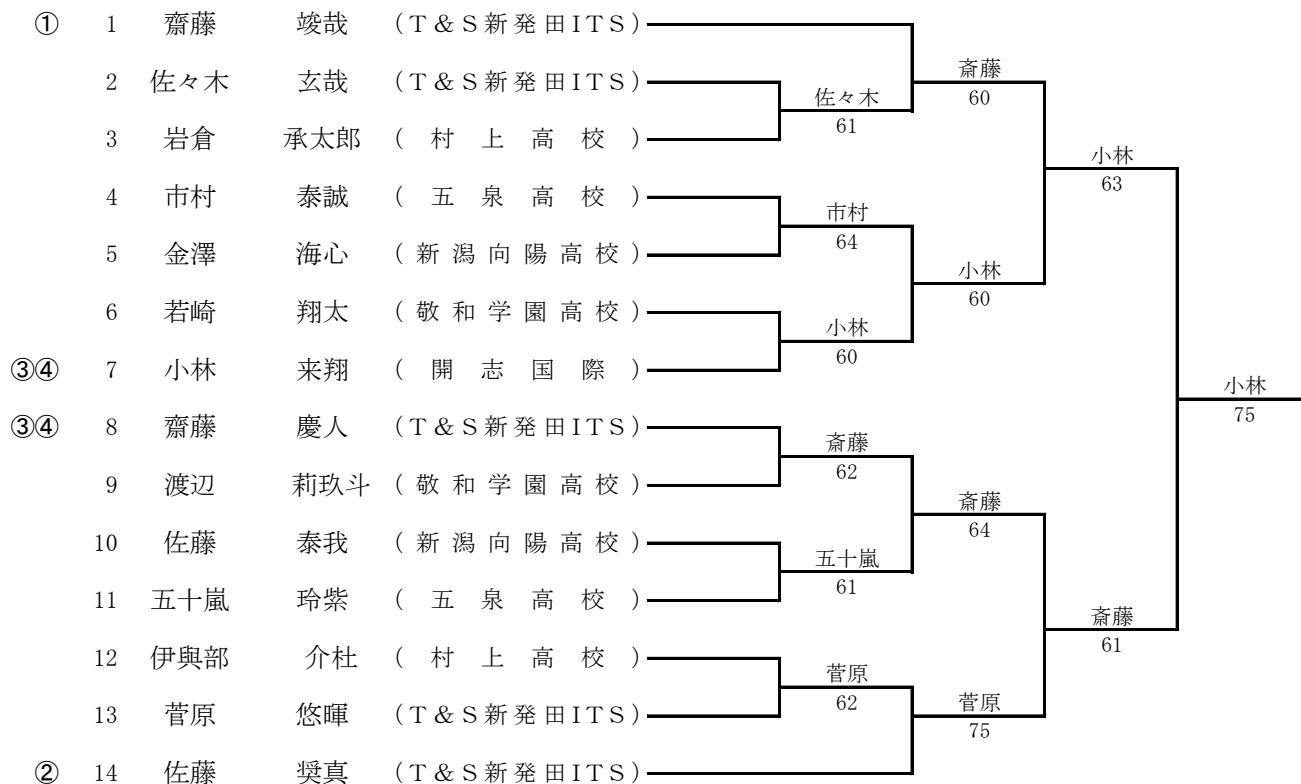 ① 1 齋藤 竣哉 (T&S新発田ITS)
斎藤
2 佐々木 玄哉 (T&S新発田ITS)
60
佐々木
61
3 岩倉 承太郎 (村上高校)
小林
63
4 市村 泰誠 (五泉高校)
市村
64
5 金澤 海心 (新潟向陽高校)
小林
60
6 若崎 翔太 (敬和学園高校)
小林
60
③④ 7 小林 来翔 (開志国際)
小林
75
③④ 8 齋藤 慶人 (T&S新発田ITS)
斎藤
62
9 渡辺 莉玖斗 (敬和学園高校)
斎藤
64
10 佐藤 泰我 (新潟向陽高校)
五十嵐
61
11 五十嵐 玲紫 (五泉高校)
斎藤
61
12 伊與部 介杜 (村上高校)
菅原
62
13 菅原 悠暉 (T&S新発田ITS)
菅原
75
② 14 佐藤 奨真 (T&S新発田ITS)